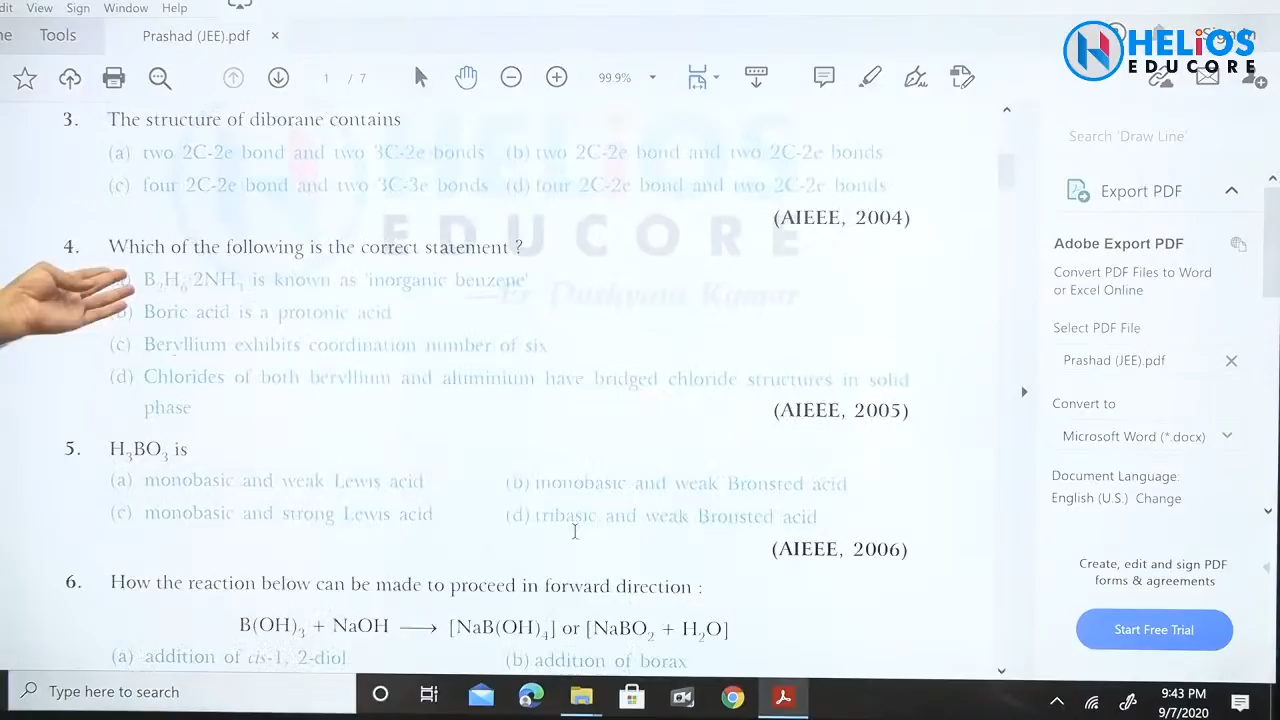 dit View Sign Window Help
HELiOS
EDUCORE
ne Tools Prashad (JEE).pdf ×
Sign In
1 / 7 99.9%
3. The structure of diborane contains
(a) two 2C-2e bond and two 3C-2e bonds (b) two 2C-2e bond and two 2C-2e bonds
(c) four 2C-2e bond and two 3C-3e bonds (d) four 2C-2e bond and two 2C-2e bonds
(AIEEE, 2004)
HELiOS
EDUCORE
4. Which of the following is the correct statement ?
(a) B₂H₆·2NH₃ is known as 'inorganic benzene'
—by Dushyant Kumar
(b) Boric acid is a protonic acid
(c) Beryllium exhibits coordination number of six
(d) Chlorides of both beryllium and aluminium have bridged chloride structures in solid
phase
(AIEEE, 2005)
5. H₃BO₃ is
(a) monobasic and weak Lewis acid (b) monobasic and weak Bronsted acid
(c) monobasic and strong Lewis acid (d) tribasic and weak Bronsted acid
(AIEEE, 2006)
6. How the reaction below can be made to proceed in forward direction :
B(OH)₃ + NaOH ⟶ [NaB(OH)₄] or [NaBO₂ + H₂O]
(a) addition of cis-1, 2-diol (b) addition of borax
Search 'Draw Line'
Export PDF
Adobe Export PDF
Convert PDF Files to Word
or Excel Online
Select PDF File
Prashad (JEE).pdf ×
Convert to
Microsoft Word (*.docx)
Document Language:
English (U.S.) Change
Create, edit and sign PDF
forms & agreements
Start Free Trial
Type here to search
9:43 PM
9/7/2020